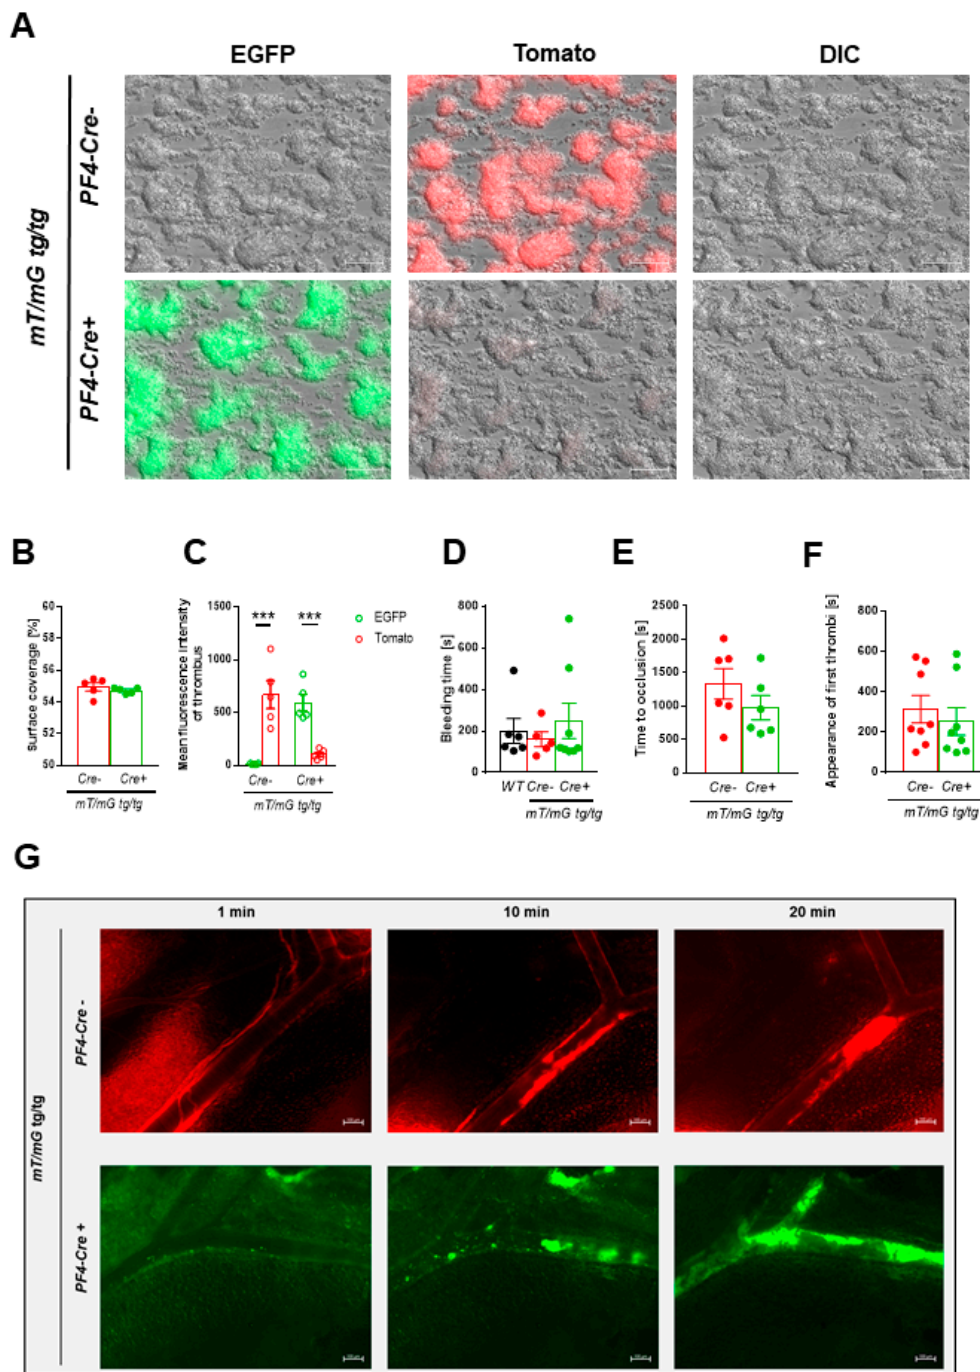 A
EGFP
Tomato
DIC
mT/mG tg/tg
PF4-Cre-
PF4-Cre+
B
C
D
E
F
Surface coverage [%]
60
58
56
54
52
50
Cre-
Cre+
mT/mG tg/tg
Mean fluorescence intensity
of thrombus
1500
1000
500
0
***
***
EGFP
Tomato
Cre-
Cre+
mT/mG tg/tg
Bleeding time [s]
800
600
400
200
0
WT
Cre-
Cre+
mT/mG tg/tg
Time to occlusion [s]
2500
2000
1500
1000
500
0
Cre-
Cre+
mT/mG tg/tg
Appearance of first thrombi [s]
800
600
400
200
0
Cre-
Cre+
mT/mG tg/tg
G
1 min
10 min
20 min
mT/mG tg/tg
PF4-Cre -
PF4-Cre +